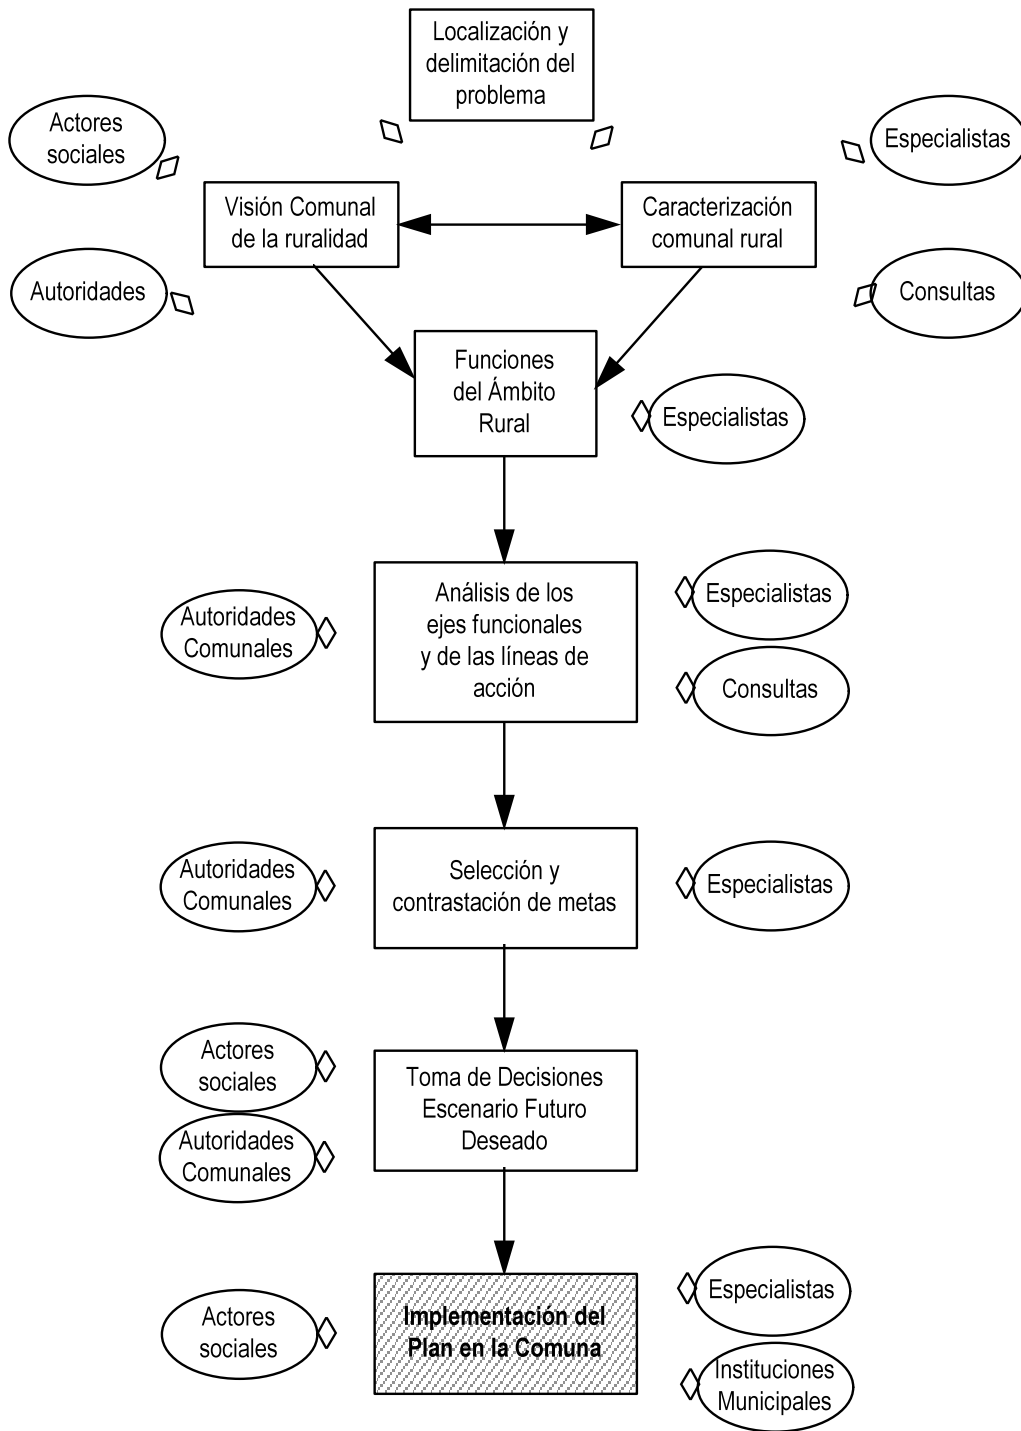 Localización y
delimitación del
problema
Actores
sociales
Especialistas
Visión Comunal
de la ruralidad
Caracterización
comunal rural
Autoridades
Consultas
Funciones
del Ámbito
Rural
Especialistas
Análisis de los
ejes funcionales
y de las líneas de
acción
Autoridades
Comunales
Especialistas
Consultas
Autoridades
Comunales
Selección y
contrastación de metas
Especialistas
Actores
sociales
Autoridades
Comunales
Toma de Decisiones
Escenario Futuro
Deseado
Actores
sociales
Implementación del
Plan en la Comuna
Especialistas
Instituciones
Municipales